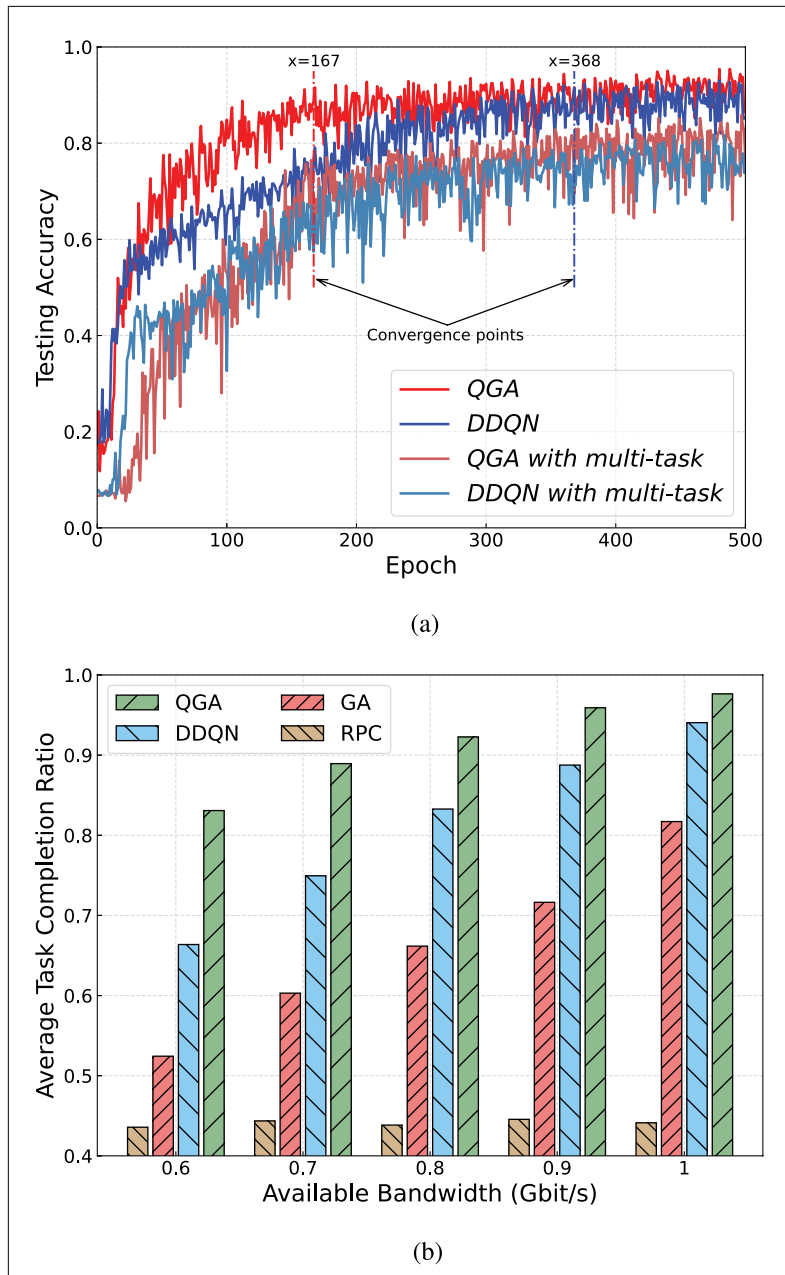 1.0
x=167
x=368
0.8
0.6
0.4
0.2
0.0
Testing Accuracy
Convergence points
QGA
DDQN
QGA with multi-task
DDQN with multi-task
0 100 200 300 400 500
Epoch
(a)
1.0
0.9
0.8
0.7
0.6
0.5
0.4
Average Task Completion Ratio
QGA GA
DDQN RPC
0.6 0.7 0.8 0.9 1
Available Bandwidth (Gbit/s)
(b)